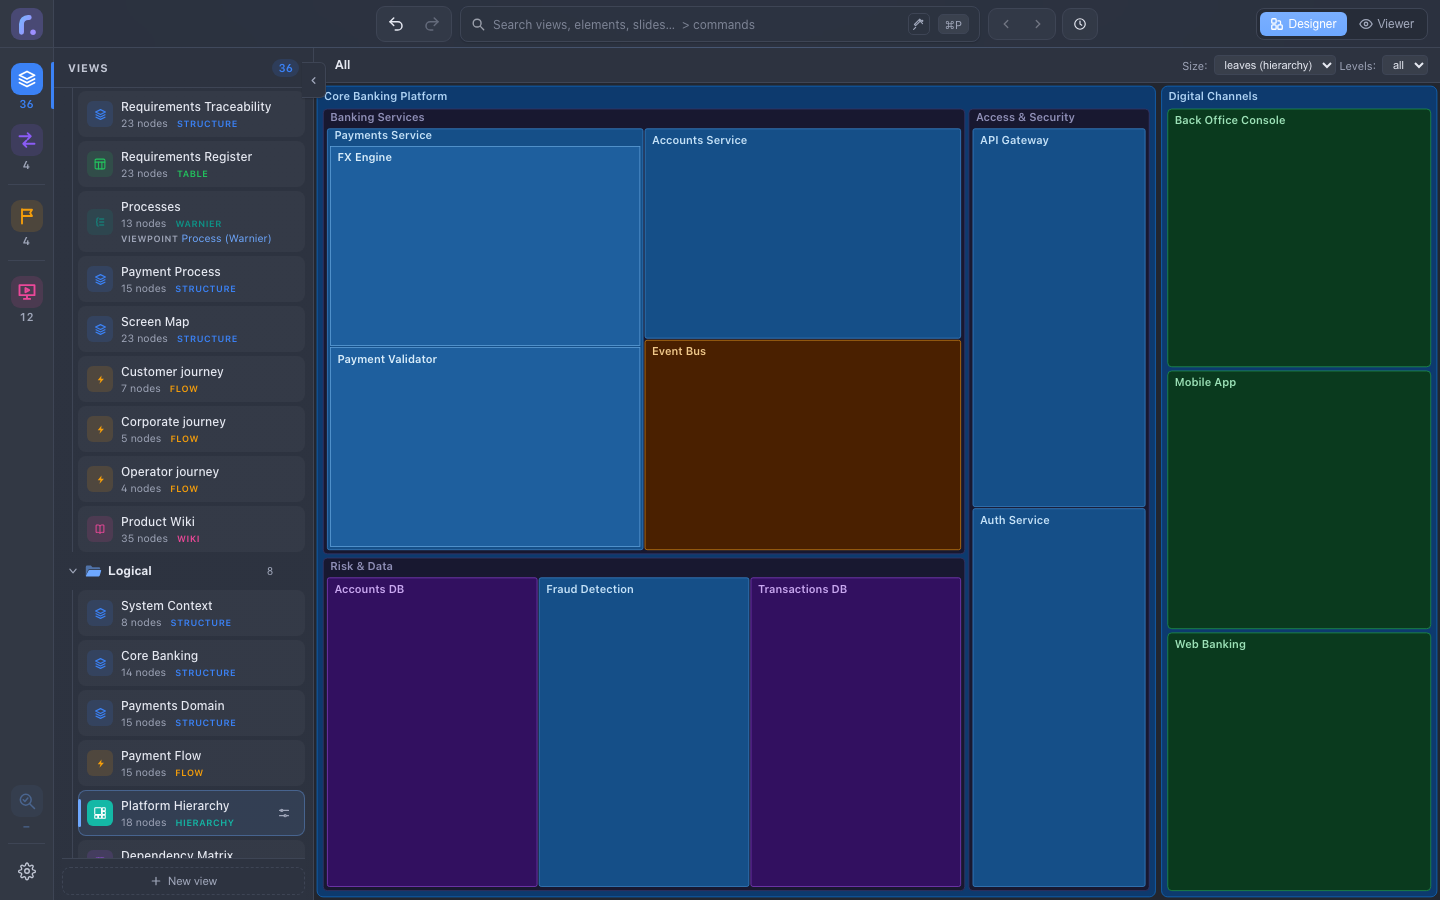 Search views, elements, slides... > commands
⌘P
Designer
Viewer
36
4
4
12
–
VIEWS
36
Requirements Traceability
23 nodes STRUCTURE
Requirements Register
23 nodes TABLE
Processes
13 nodes WARNIER
VIEWPOINT Process (Warnier)
Payment Process
15 nodes STRUCTURE
Screen Map
23 nodes STRUCTURE
Customer journey
7 nodes FLOW
Corporate journey
5 nodes FLOW
Operator journey
4 nodes FLOW
Product Wiki
35 nodes WIKI
Logical 8
System Context
8 nodes STRUCTURE
Core Banking
14 nodes STRUCTURE
Payments Domain
15 nodes STRUCTURE
Payment Flow
15 nodes FLOW
Platform Hierarchy
18 nodes HIERARCHY
Dependency Matrix
+ New view
All
Size: leaves (hierarchy) Levels: all
Core Banking Platform
Banking Services
Payments Service
FX Engine
Payment Validator
Accounts Service
Event Bus
Risk & Data
Accounts DB
Fraud Detection
Transactions DB
Access & Security
API Gateway
Auth Service
Digital Channels
Back Office Console
Mobile App
Web Banking